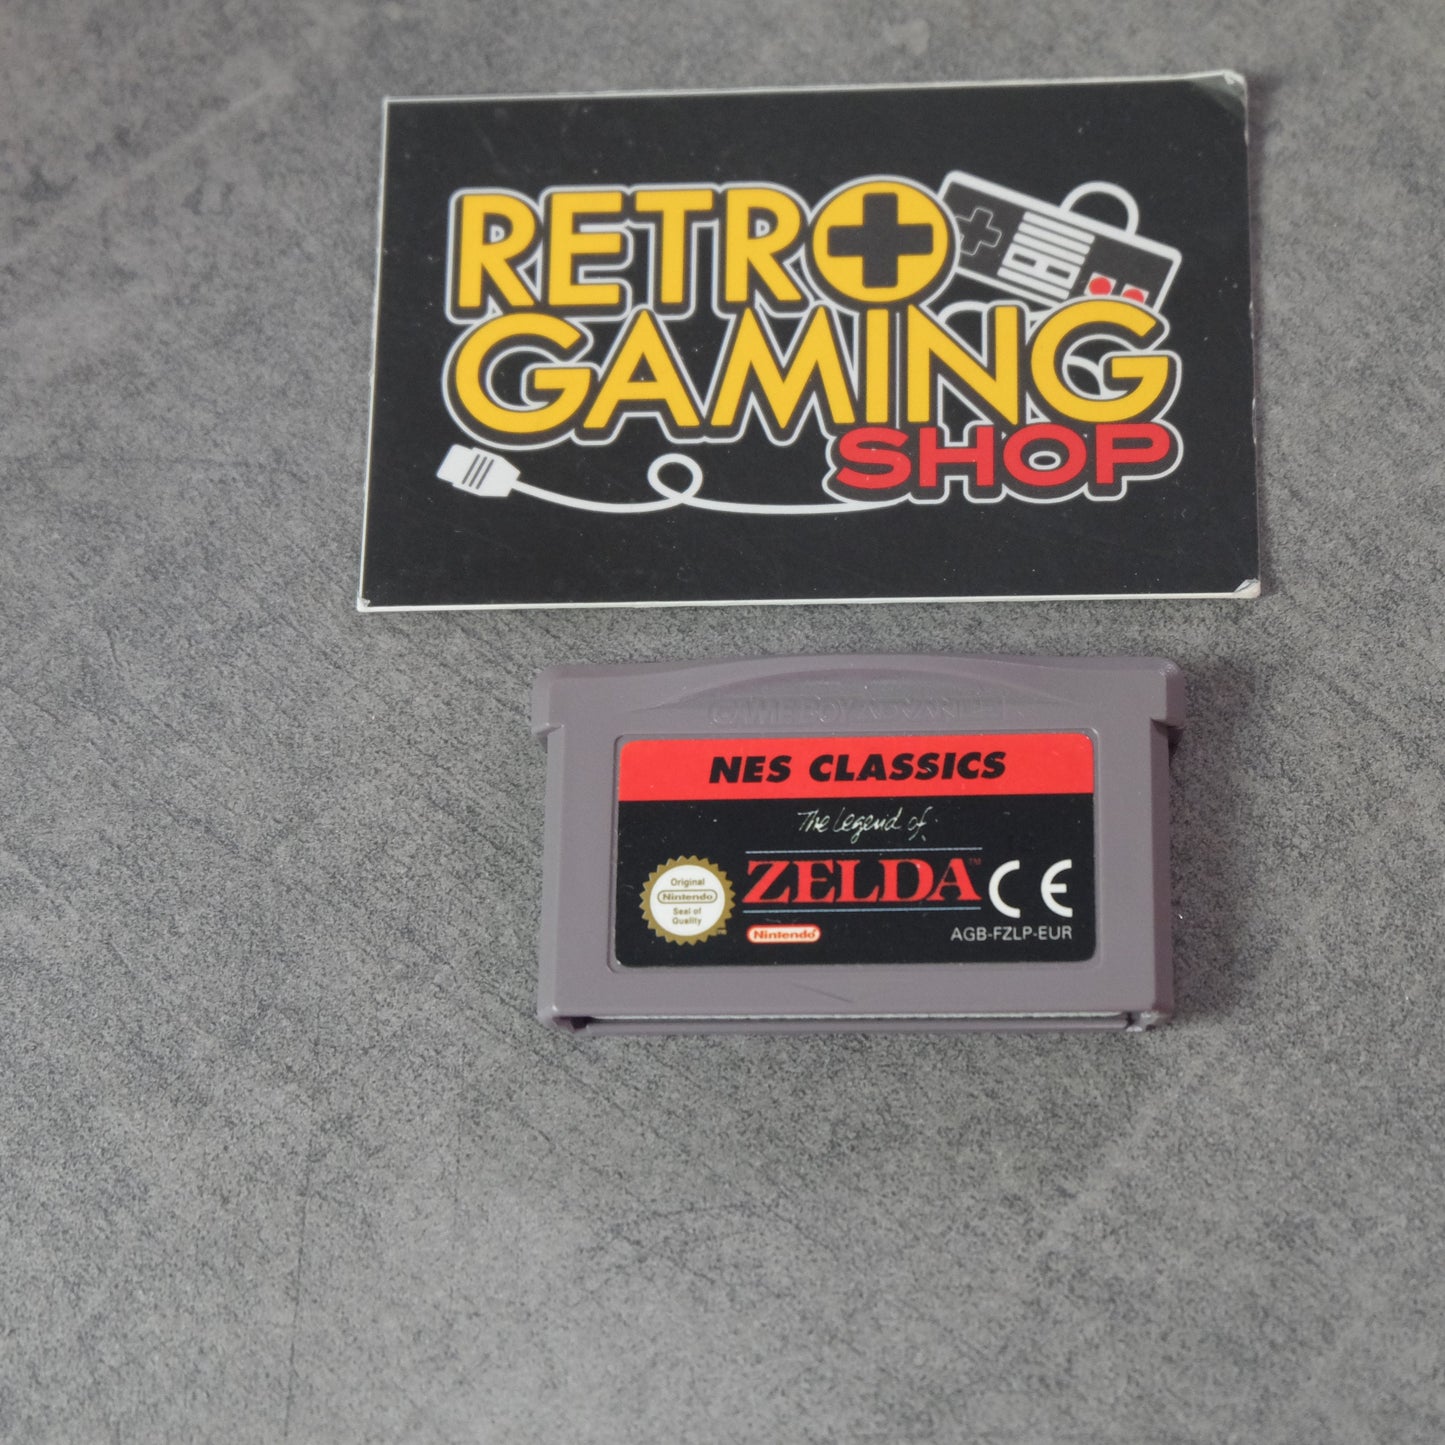 RETRO
GAMING
SHOP
GAME BOY ADVANCE
NES CLASSICS
The Legend of
ZELDA™
Original
Nintendo
Seal of
Quality
Nintendo
CE
AGB-FZLP-EUR